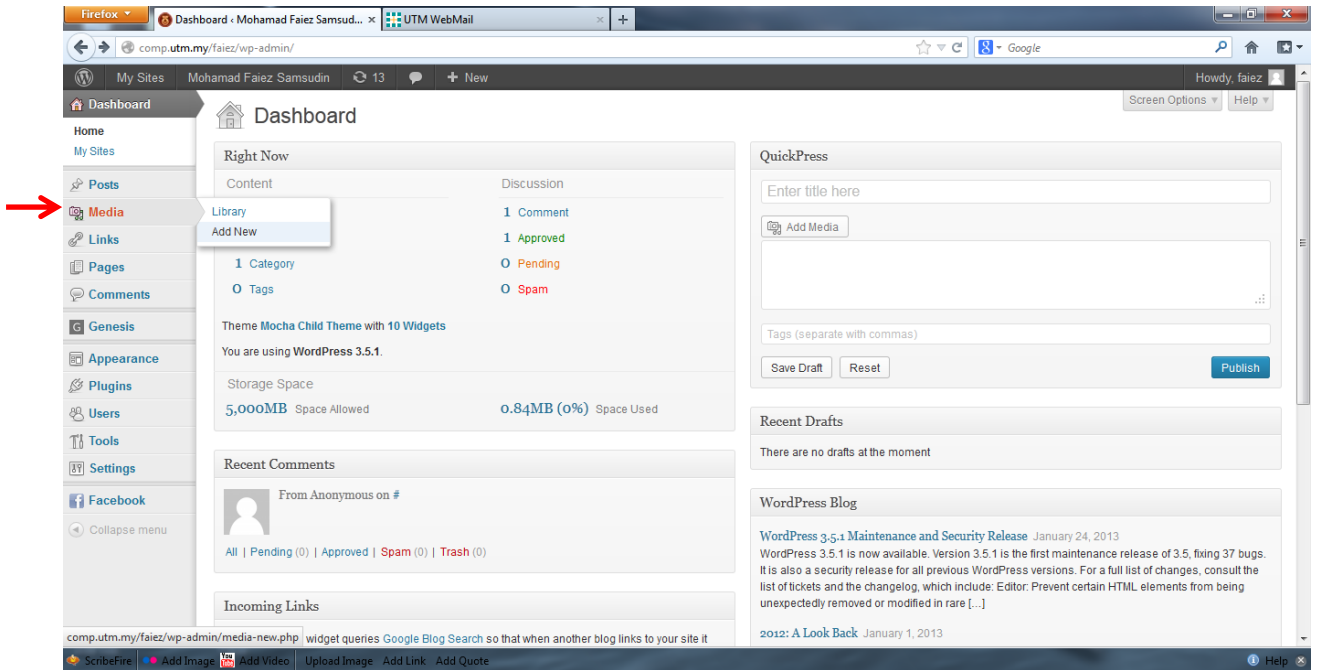 Firefox
Dashboard ‹ Mohamad Faiez Samsud...
UTM WebMail
comp.utm.my/faiez/wp-admin/
Google
My Sites
Mohamad Faiez Samsudin
13
New
Howdy, faiez
Dashboard
Home
My Sites
Posts
Media
Links
Pages
Comments
Genesis
Appearance
Plugins
Users
Tools
Settings
Facebook
Collapse menu
Library
Add New
Screen Options
Help
Dashboard
Right Now
Content
Discussion
1 Comment
1 Approved
1 Category
0 Pending
0 Tags
0 Spam
Theme Mocha Child Theme with 10 Widgets
You are using WordPress 3.5.1.
Storage Space
5,000MB Space Allowed
0.84MB (0%) Space Used
Recent Comments
From Anonymous on #
All | Pending (0) | Approved | Spam (0) | Trash (0)
Incoming Links
widget queries Google Blog Search so that when another blog links to your site it
QuickPress
Enter title here
Add Media
Tags (separate with commas)
Save Draft
Reset
Publish
Recent Drafts
There are no drafts at the moment
WordPress Blog
WordPress 3.5.1 Maintenance and Security Release January 24, 2013
WordPress 3.5.1 is now available. Version 3.5.1 is the first maintenance release of 3.5, fixing 37 bugs.
It is also a security release for all previous WordPress versions. For a full list of changes, consult the
list of tickets and the changelog, which include: Editor: Prevent certain HTML elements from being
unexpectedly removed or modified in rare […]
2012: A Look Back January 1, 2013
comp.utm.my/faiez/wp-admin/media-new.php
ScribeFire
Add Image
Add Video
Upload Image
Add Link
Add Quote
Help